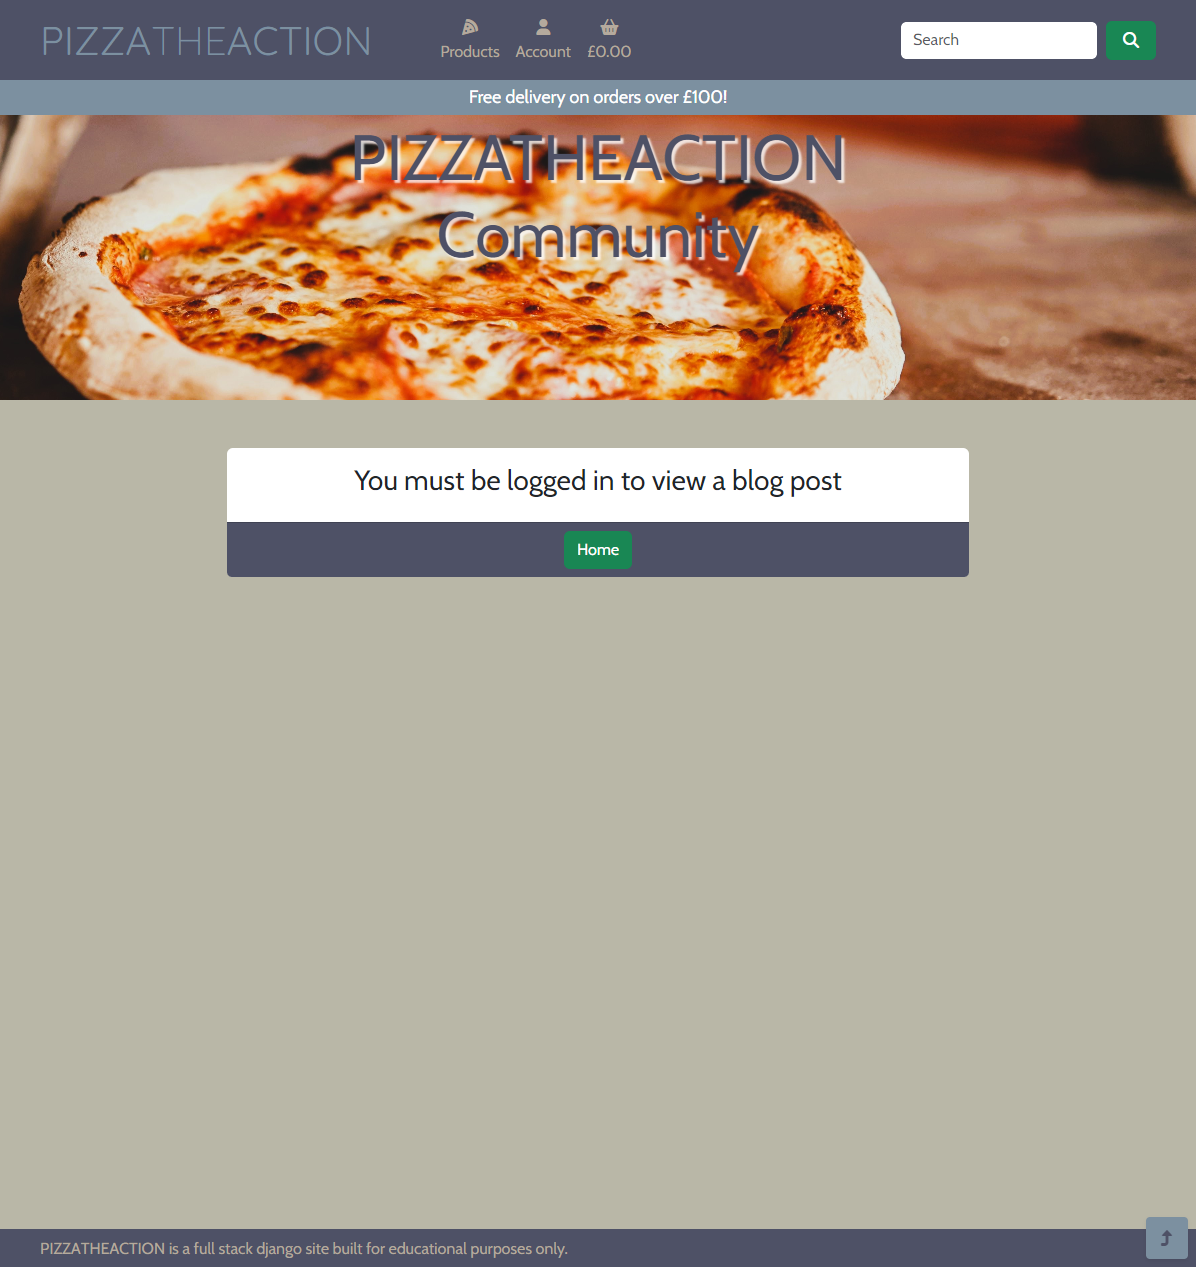 PIZZATHEACTION
Products Account £0.00
Search
Free delivery on orders over £100!
PIZZATHEACTION
Community
You must be logged in to view a blog post
Home
PIZZATHEACTION is a full stack django site built for educational purposes only.